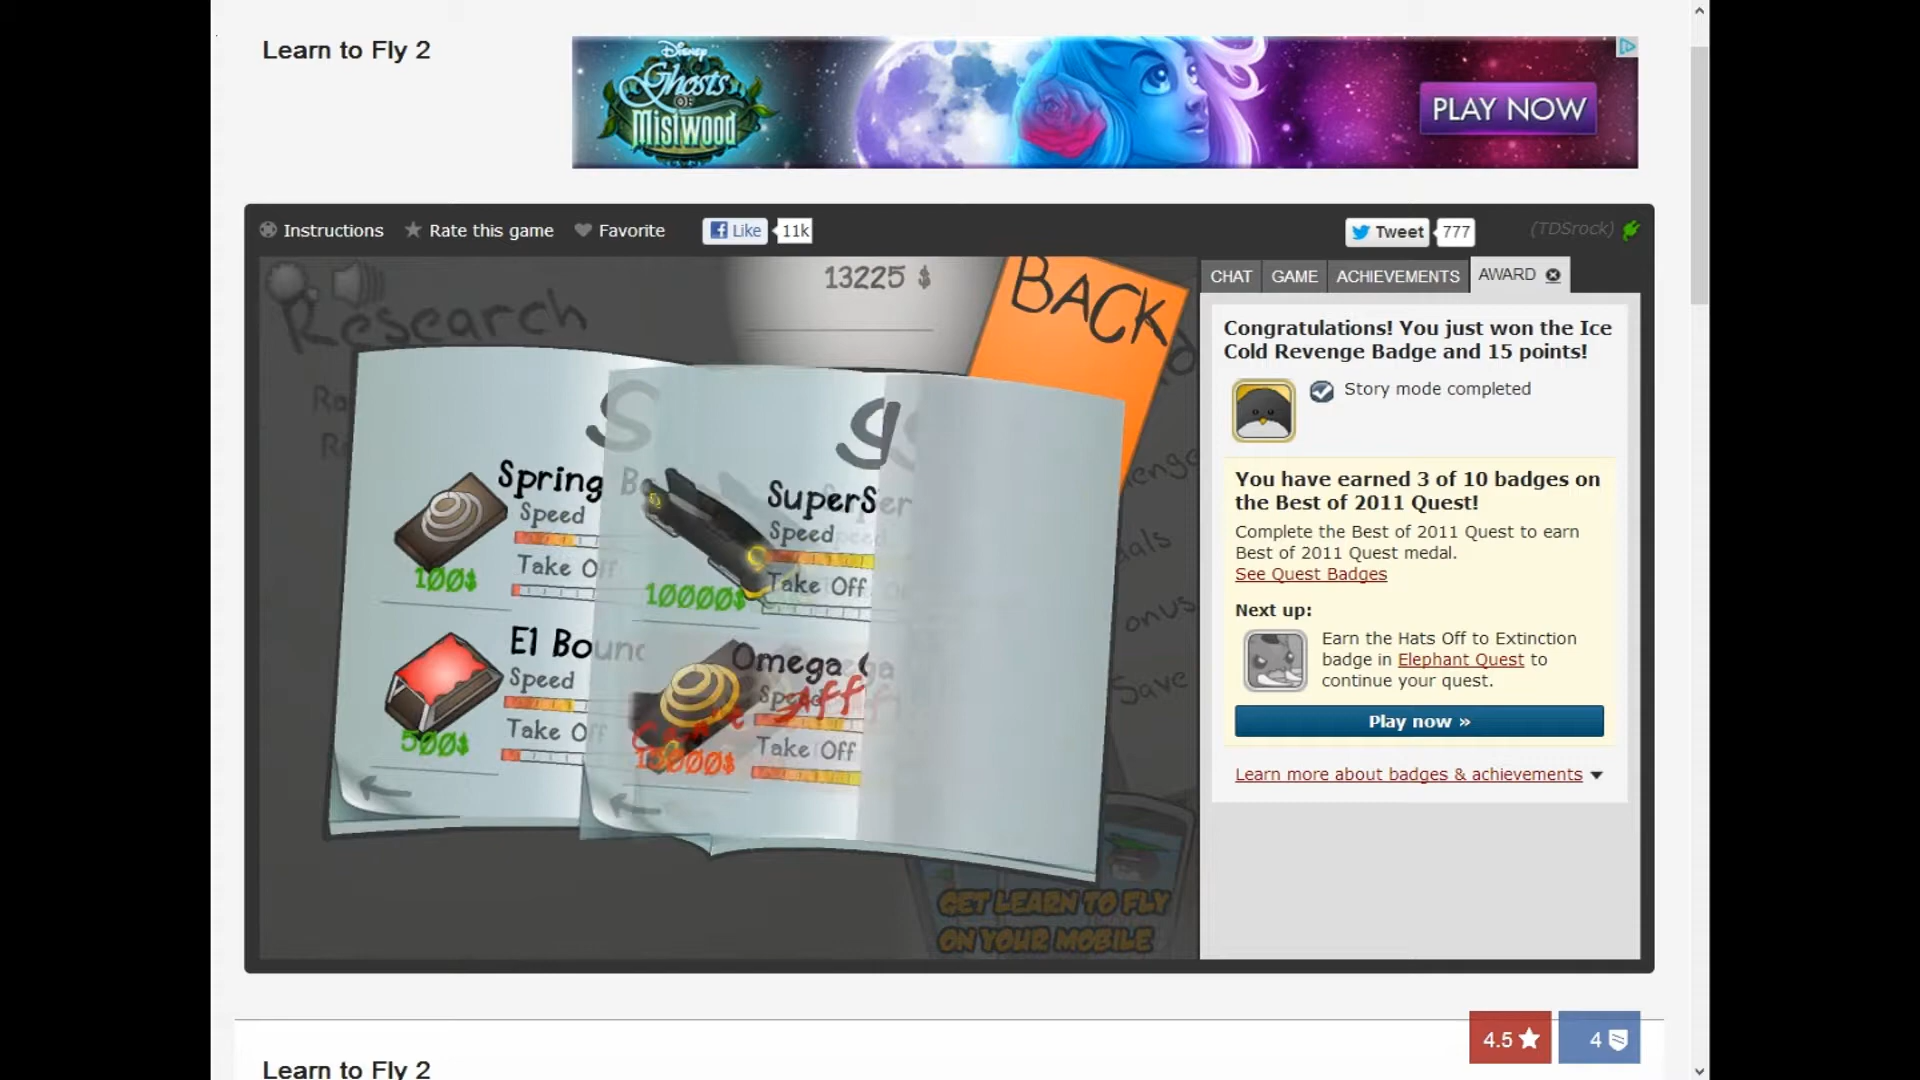 Learn to Fly 2
Disney
Ghosts
OF
Mistwood
PLAY NOW
Instructions
Rate this game
Favorite
Like
11k
Tweet
777
(TDSrock)
13225 $
BACK
Research
CHAT
GAME
ACHIEVEMENTS
AWARD
Congratulations! You just won the Ice
Cold Revenge Badge and 15 points!
Story mode completed
You have earned 3 of 10 badges on
the Best of 2011 Quest!
Complete the Best of 2011 Quest to earn
Best of 2011 Quest medal.
See Quest Badges
Next up:
Earn the Hats Off to Extinction
badge in Elephant Quest to
continue your quest.
Play now »
Learn more about badges & achievements
Spring
Speed
Take Of
100$
E1 Boun
Speed
Take O
500$
SuperS
Speed
Take Off
10000$
Omega
Speed
Take Off
15000$
Save
GET LEARN TO FLY
ON YOUR MOBILE
4.5
4
Learn to Fly 2